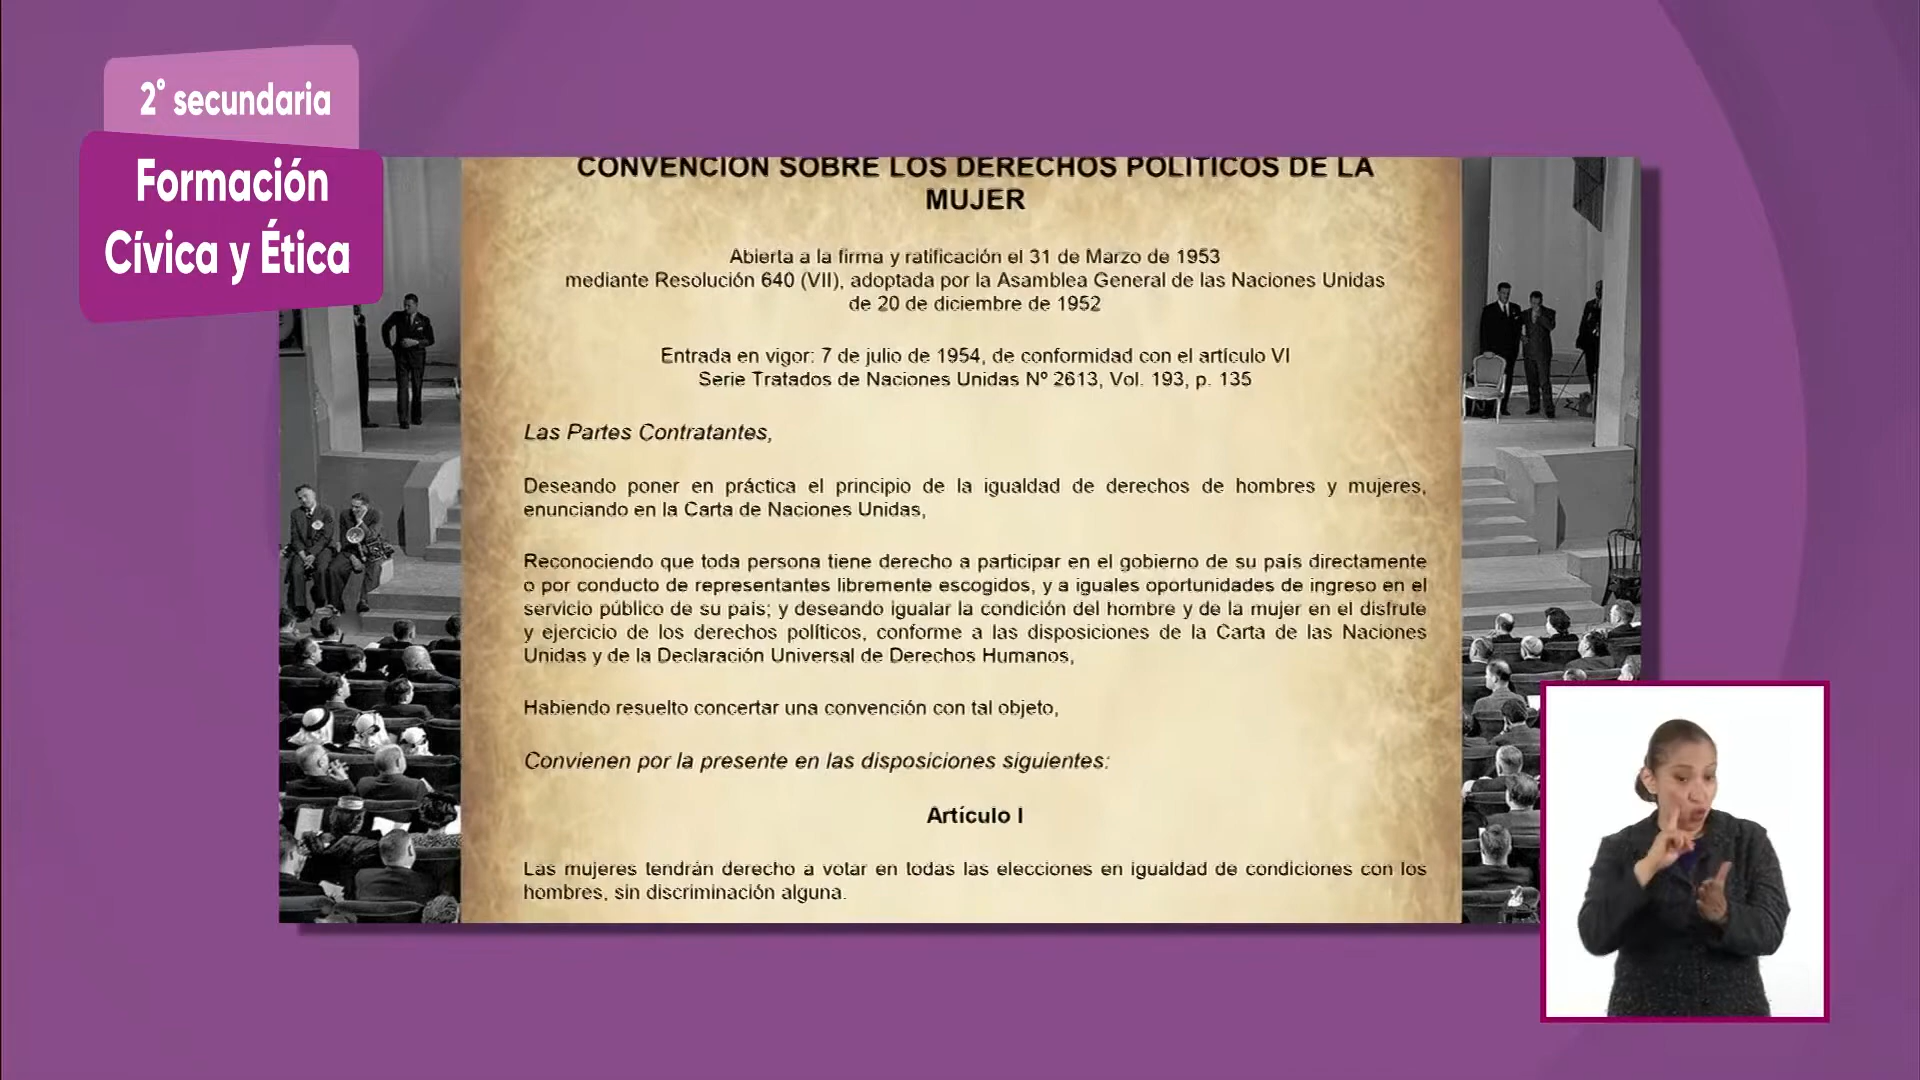 2° secundaria
Formación
Cívica y Ética
CONVENCION SOBRE LOS DERECHOS POLITICOS DE LA
MUJER
Abierta a la firma y ratificación el 31 de Marzo de 1953
mediante Resolución 640 (VII), adoptada por la Asamblea General de las Naciones Unidas
de 20 de diciembre de 1952
Entrada en vigor: 7 de julio de 1954, de conformidad con el artículo VI
Serie Tratados de Naciones Unidas Nº 2613, Vol. 193, p. 135
Las Partes Contratantes,
Deseando poner en práctica el principio de la igualdad de derechos de hombres y mujeres,
enunciando en la Carta de Naciones Unidas,
Reconociendo que toda persona tiene derecho a participar en el gobierno de su país directamente
o por conducto de representantes libremente escogidos, y a iguales oportunidades de ingreso en el
servicio público de su país; y deseando igualar la condición del hombre y de la mujer en el disfrute
y ejercicio de los derechos políticos, conforme a las disposiciones de la Carta de las Naciones
Unidas y de la Declaración Universal de Derechos Humanos,
Habiendo resuelto concertar una convención con tal objeto,
Convienen por la presente en las disposiciones siguientes:
Artículo I
Las mujeres tendrán derecho a votar en todas las elecciones en igualdad de condiciones con los
hombres, sin discriminación alguna.